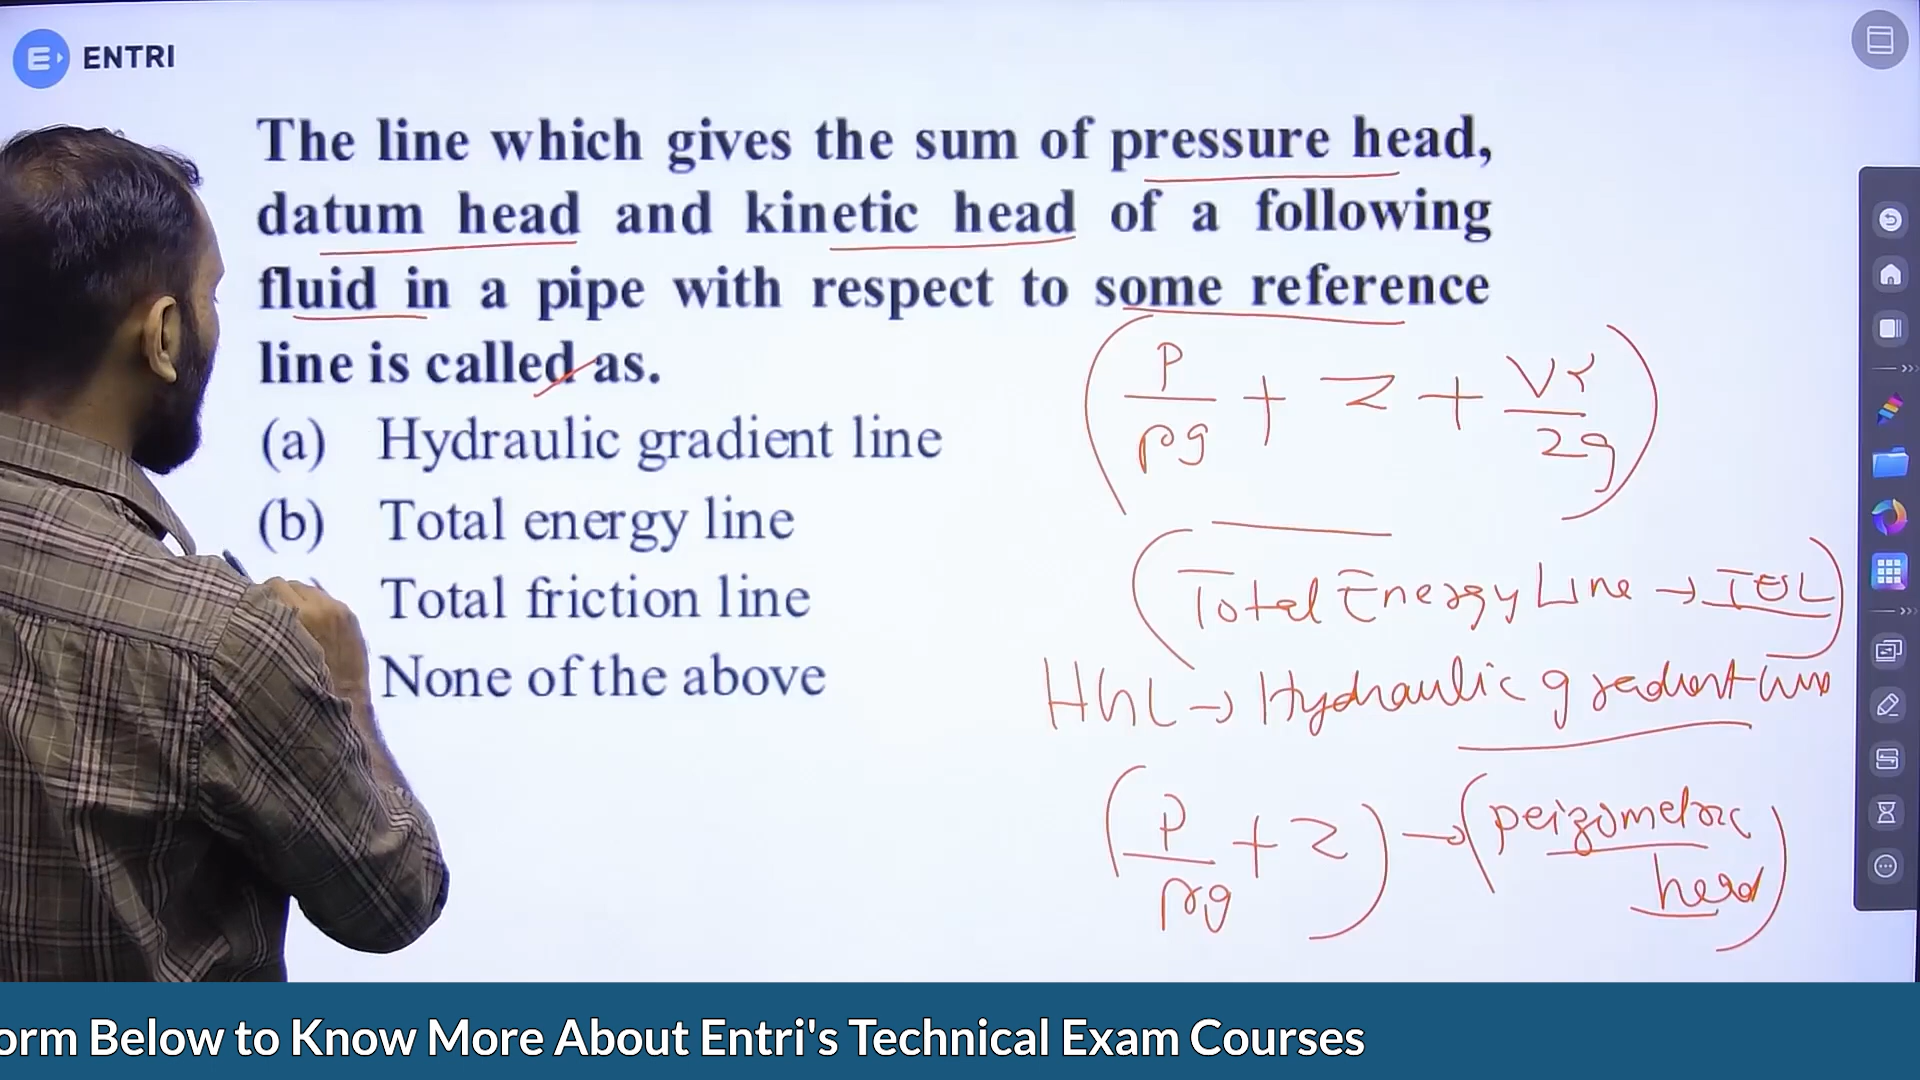 ENTRI
The line which gives the sum of pressure head,
datum head and kinetic head of a following
fluid in a pipe with respect to some reference
line is called as.
(a) Hydraulic gradient line
(b) Total energy line
Total friction line
None of the above
P/ρg + Z + V²/2g
Total Energy Line → TEL
HGL → Hydraulic gradient line
(P/ρg + Z) → (peizometric
head)
orm Below to Know More About Entri's Technical Exam Courses